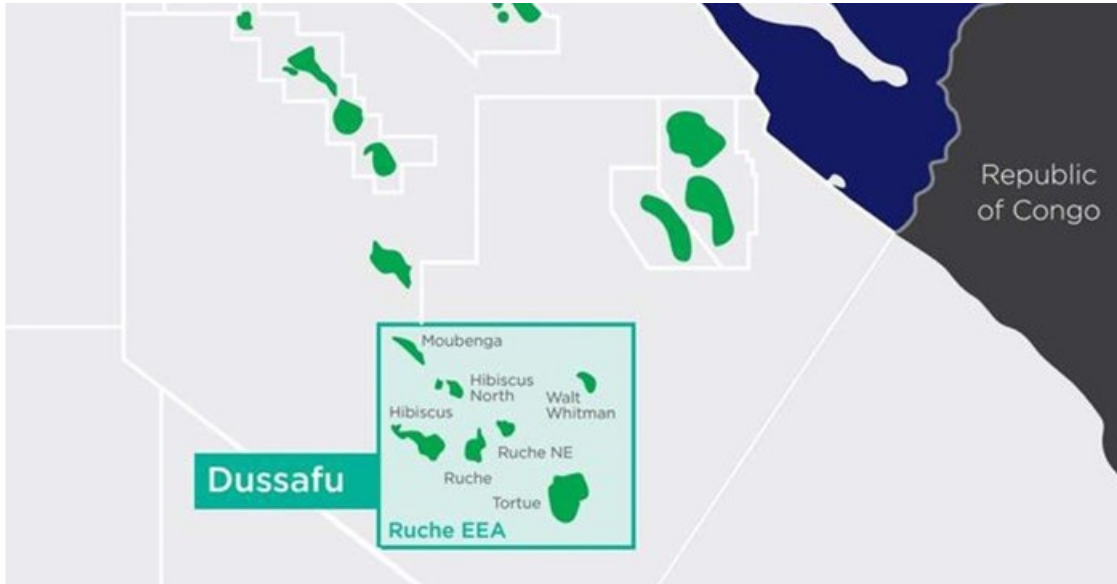 Republic
of Congo
Moubenga
Hibiscus
North
Walt
Whitman
Hibiscus
Ruche NE
Ruche
Dussafu
Tortue
Ruche EEA